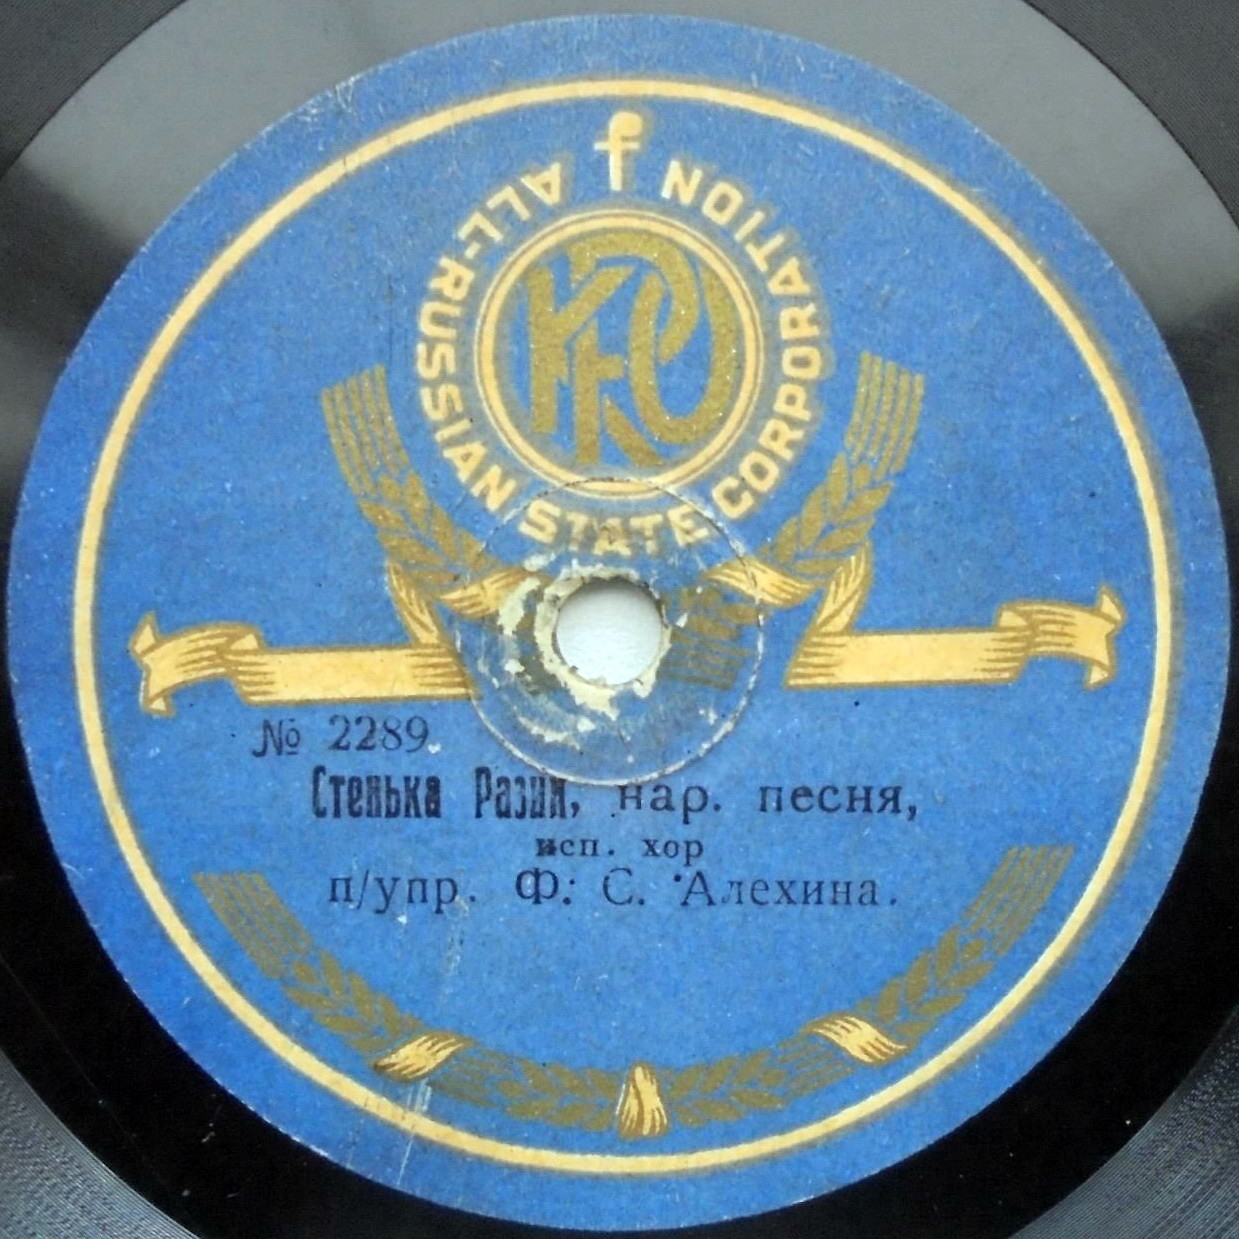 ALL-RUSSIAN STATE CORPORATION
№ 2289.
Стенька Разин, нар. песня,
исп. хор
п/упр. Ф. С. Алехина.